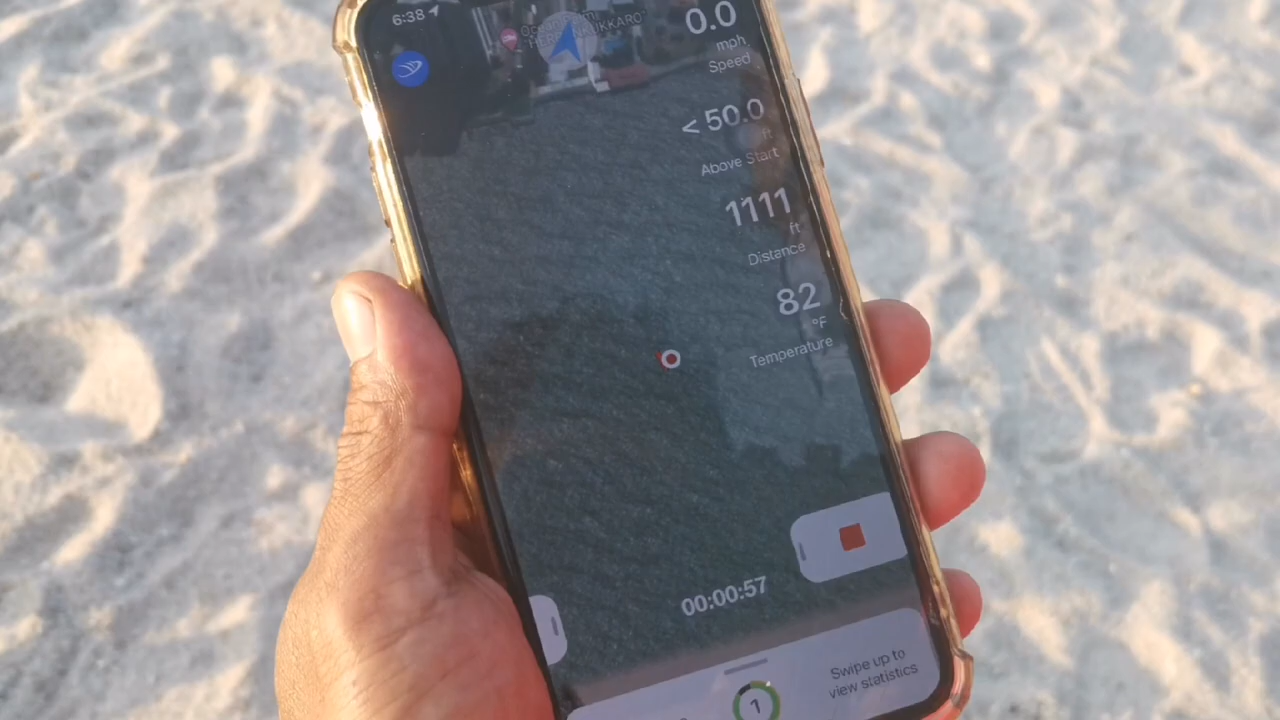 6:38
0.0
mph
Speed
< 50.0
ft
Above Start
1111
ft
Distance
82
°F
Temperature
00:00:57
Swipe up to
view statistics
1